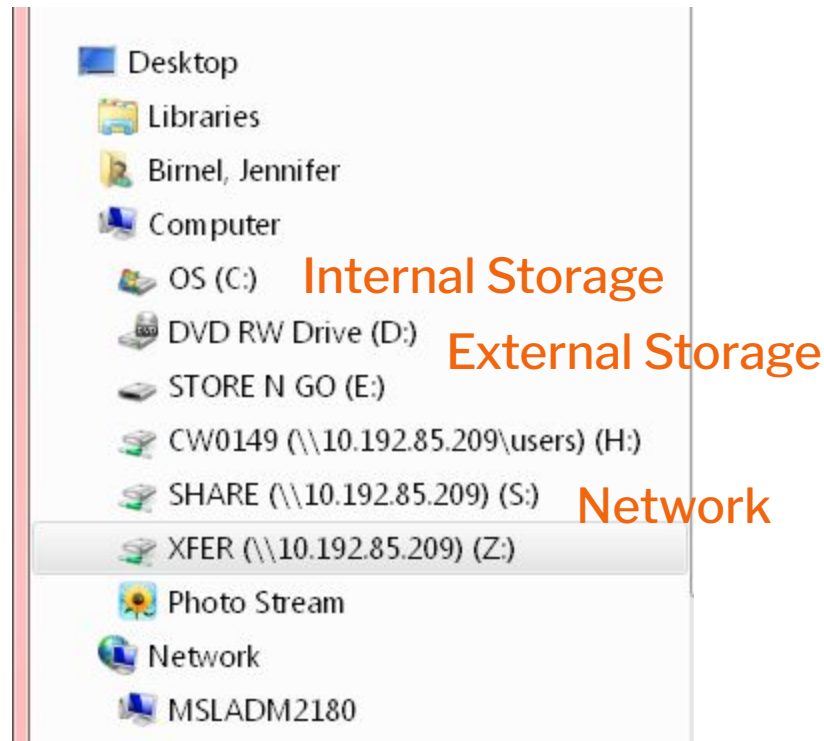 Desktop
Libraries
Birnel, Jennifer
Computer
OS (C:) Internal Storage
DVD RW Drive (D:) External Storage
STORE N GO (E:)
CW0149 (\\10.192.85.209\users) (H:)
SHARE (\\10.192.85.209) (S:) Network
XFER (\\10.192.85.209) (Z:)
Photo Stream
Network
MSLADM2180